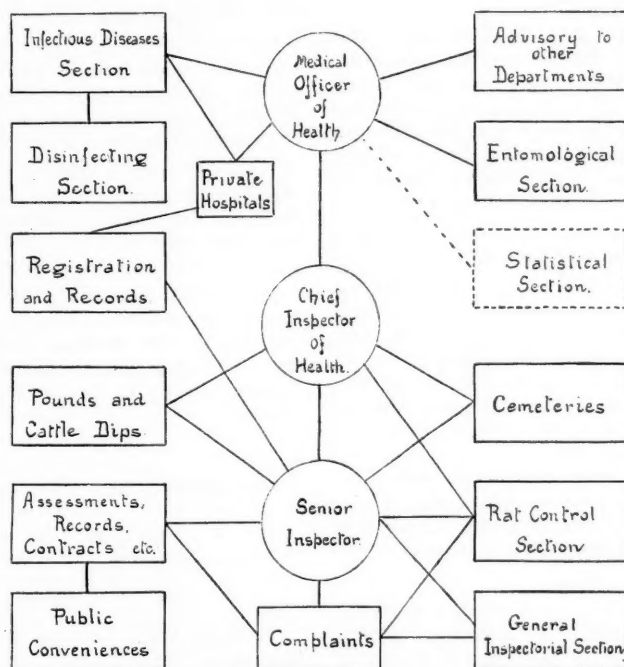 Infectious Diseases
Section
Medical
Officer
of
Health
Advisory to
other
Departments
Disinfecting
Section.
Private
Hospitals
Entomological
Section.
Registration
and Records
Statistical
Section.
Chief
Inspector
of
Health.
Pounds and
Cattle Dips.
Cemeteries
Assessments,
Records,
Contracts etc.
Senior
Inspector.
Rat Control
Section
Public
Conveniences
Complaints
General
Inspectorial Section.